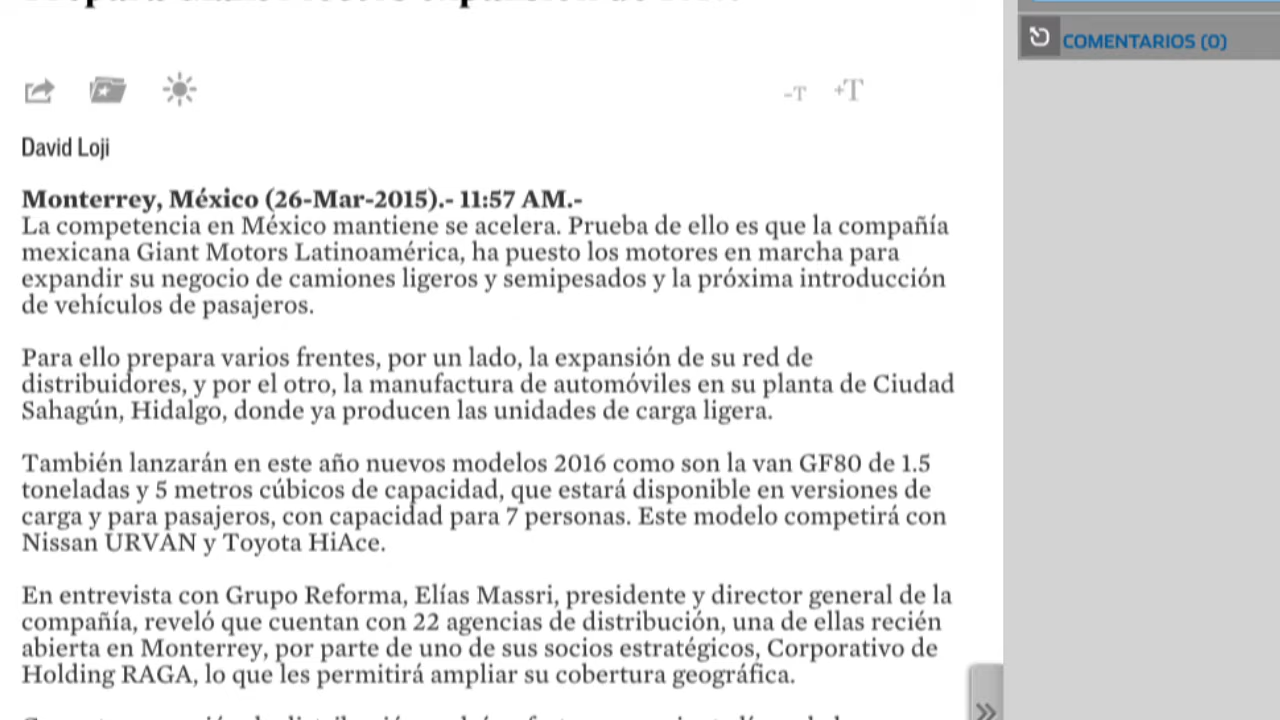 COMENTARIOS (0)
-T +T
David Loji
Monterrey, México (26-Mar-2015).- 11:57 AM.-
La competencia en México mantiene se acelera. Prueba de ello es que la compañía
mexicana Giant Motors Latinoamérica, ha puesto los motores en marcha para
expandir su negocio de camiones ligeros y semipesados y la próxima introducción
de vehículos de pasajeros.
Para ello prepara varios frentes, por un lado, la expansión de su red de
distribuidores, y por el otro, la manufactura de automóviles en su planta de Ciudad
Sahagún, Hidalgo, donde ya producen las unidades de carga ligera.
También lanzarán en este año nuevos modelos 2016 como son la van GF80 de 1.5
toneladas y 5 metros cúbicos de capacidad, que estará disponible en versiones de
carga y para pasajeros, con capacidad para 7 personas. Este modelo competirá con
Nissan URVAN y Toyota HiAce.
En entrevista con Grupo Reforma, Elías Massri, presidente y director general de la
compañía, reveló que cuentan con 22 agencias de distribución, una de ellas recién
abierta en Monterrey, por parte de uno de sus socios estratégicos, Corporativo de
Holding RAGA, lo que les permitirá ampliar su cobertura geográfica.